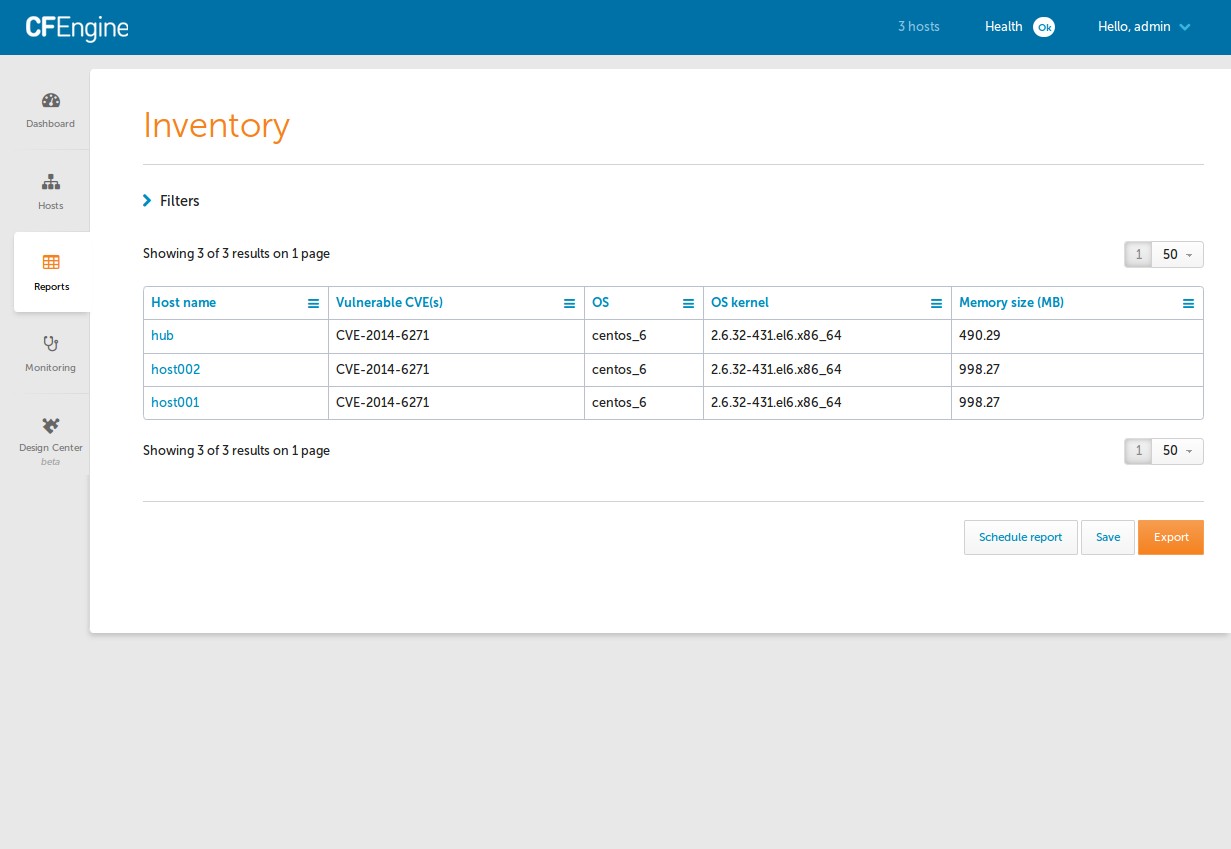 CFEngine
3 hosts Health Ok Hello, admin
Dashboard
Hosts
Reports
Monitoring
Design Center
beta
Inventory
Filters
Showing 3 of 3 results on 1 page 1 50
Host name Vulnerable CVE(s) OS OS kernel Memory size (MB)
hub CVE-2014-6271 centos_6 2.6.32-431.el6.x86_64 490.29
host002 CVE-2014-6271 centos_6 2.6.32-431.el6.x86_64 998.27
host001 CVE-2014-6271 centos_6 2.6.32-431.el6.x86_64 998.27
Showing 3 of 3 results on 1 page 1 50
Schedule report Save Export